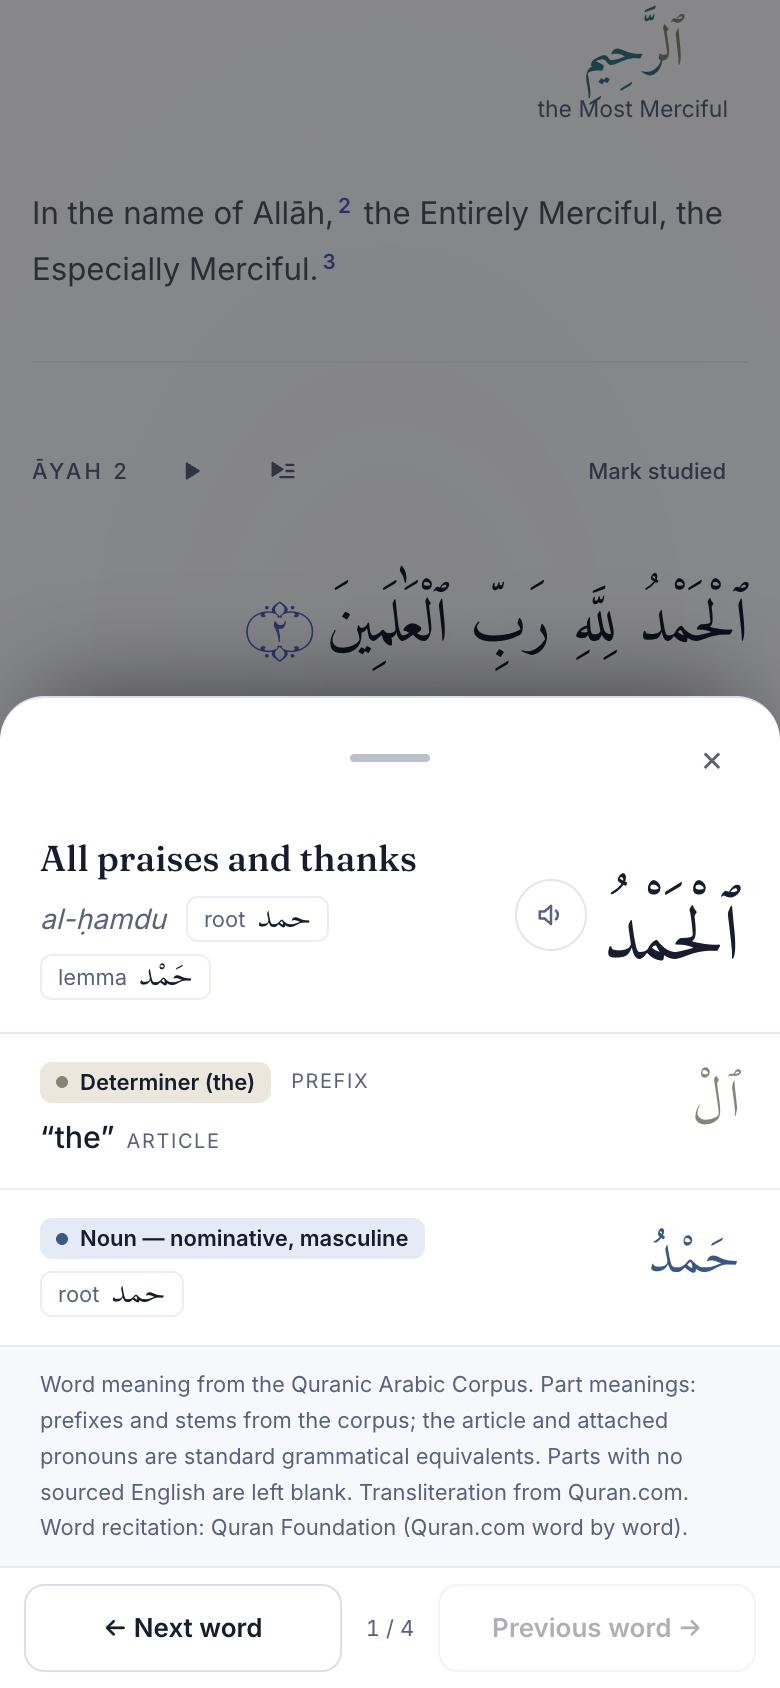 ٱلرَّحِيمِ
the Most Merciful
In the name of Allāh,2 the Entirely Merciful, the
Especially Merciful.3
ĀYAH 2 Mark studied
ٱلْحَمْدُ لِلَّهِ رَبِّ ٱلْعَٰلَمِينَ ٢
All praises and thanks
ٱلْحَمْدُ
al-ḥamdu root حمد
lemma حَمْد
Determiner (the) PREFIX
ٱلْ
“the” ARTICLE
Noun — nominative, masculine
حَمْدُ
root حمد
Word meaning from the Quranic Arabic Corpus. Part meanings:
prefixes and stems from the corpus; the article and attached
pronouns are standard grammatical equivalents. Parts with no
sourced English are left blank. Transliteration from Quran.com.
Word recitation: Quran Foundation (Quran.com word by word).
← Next word 1 / 4 Previous word →